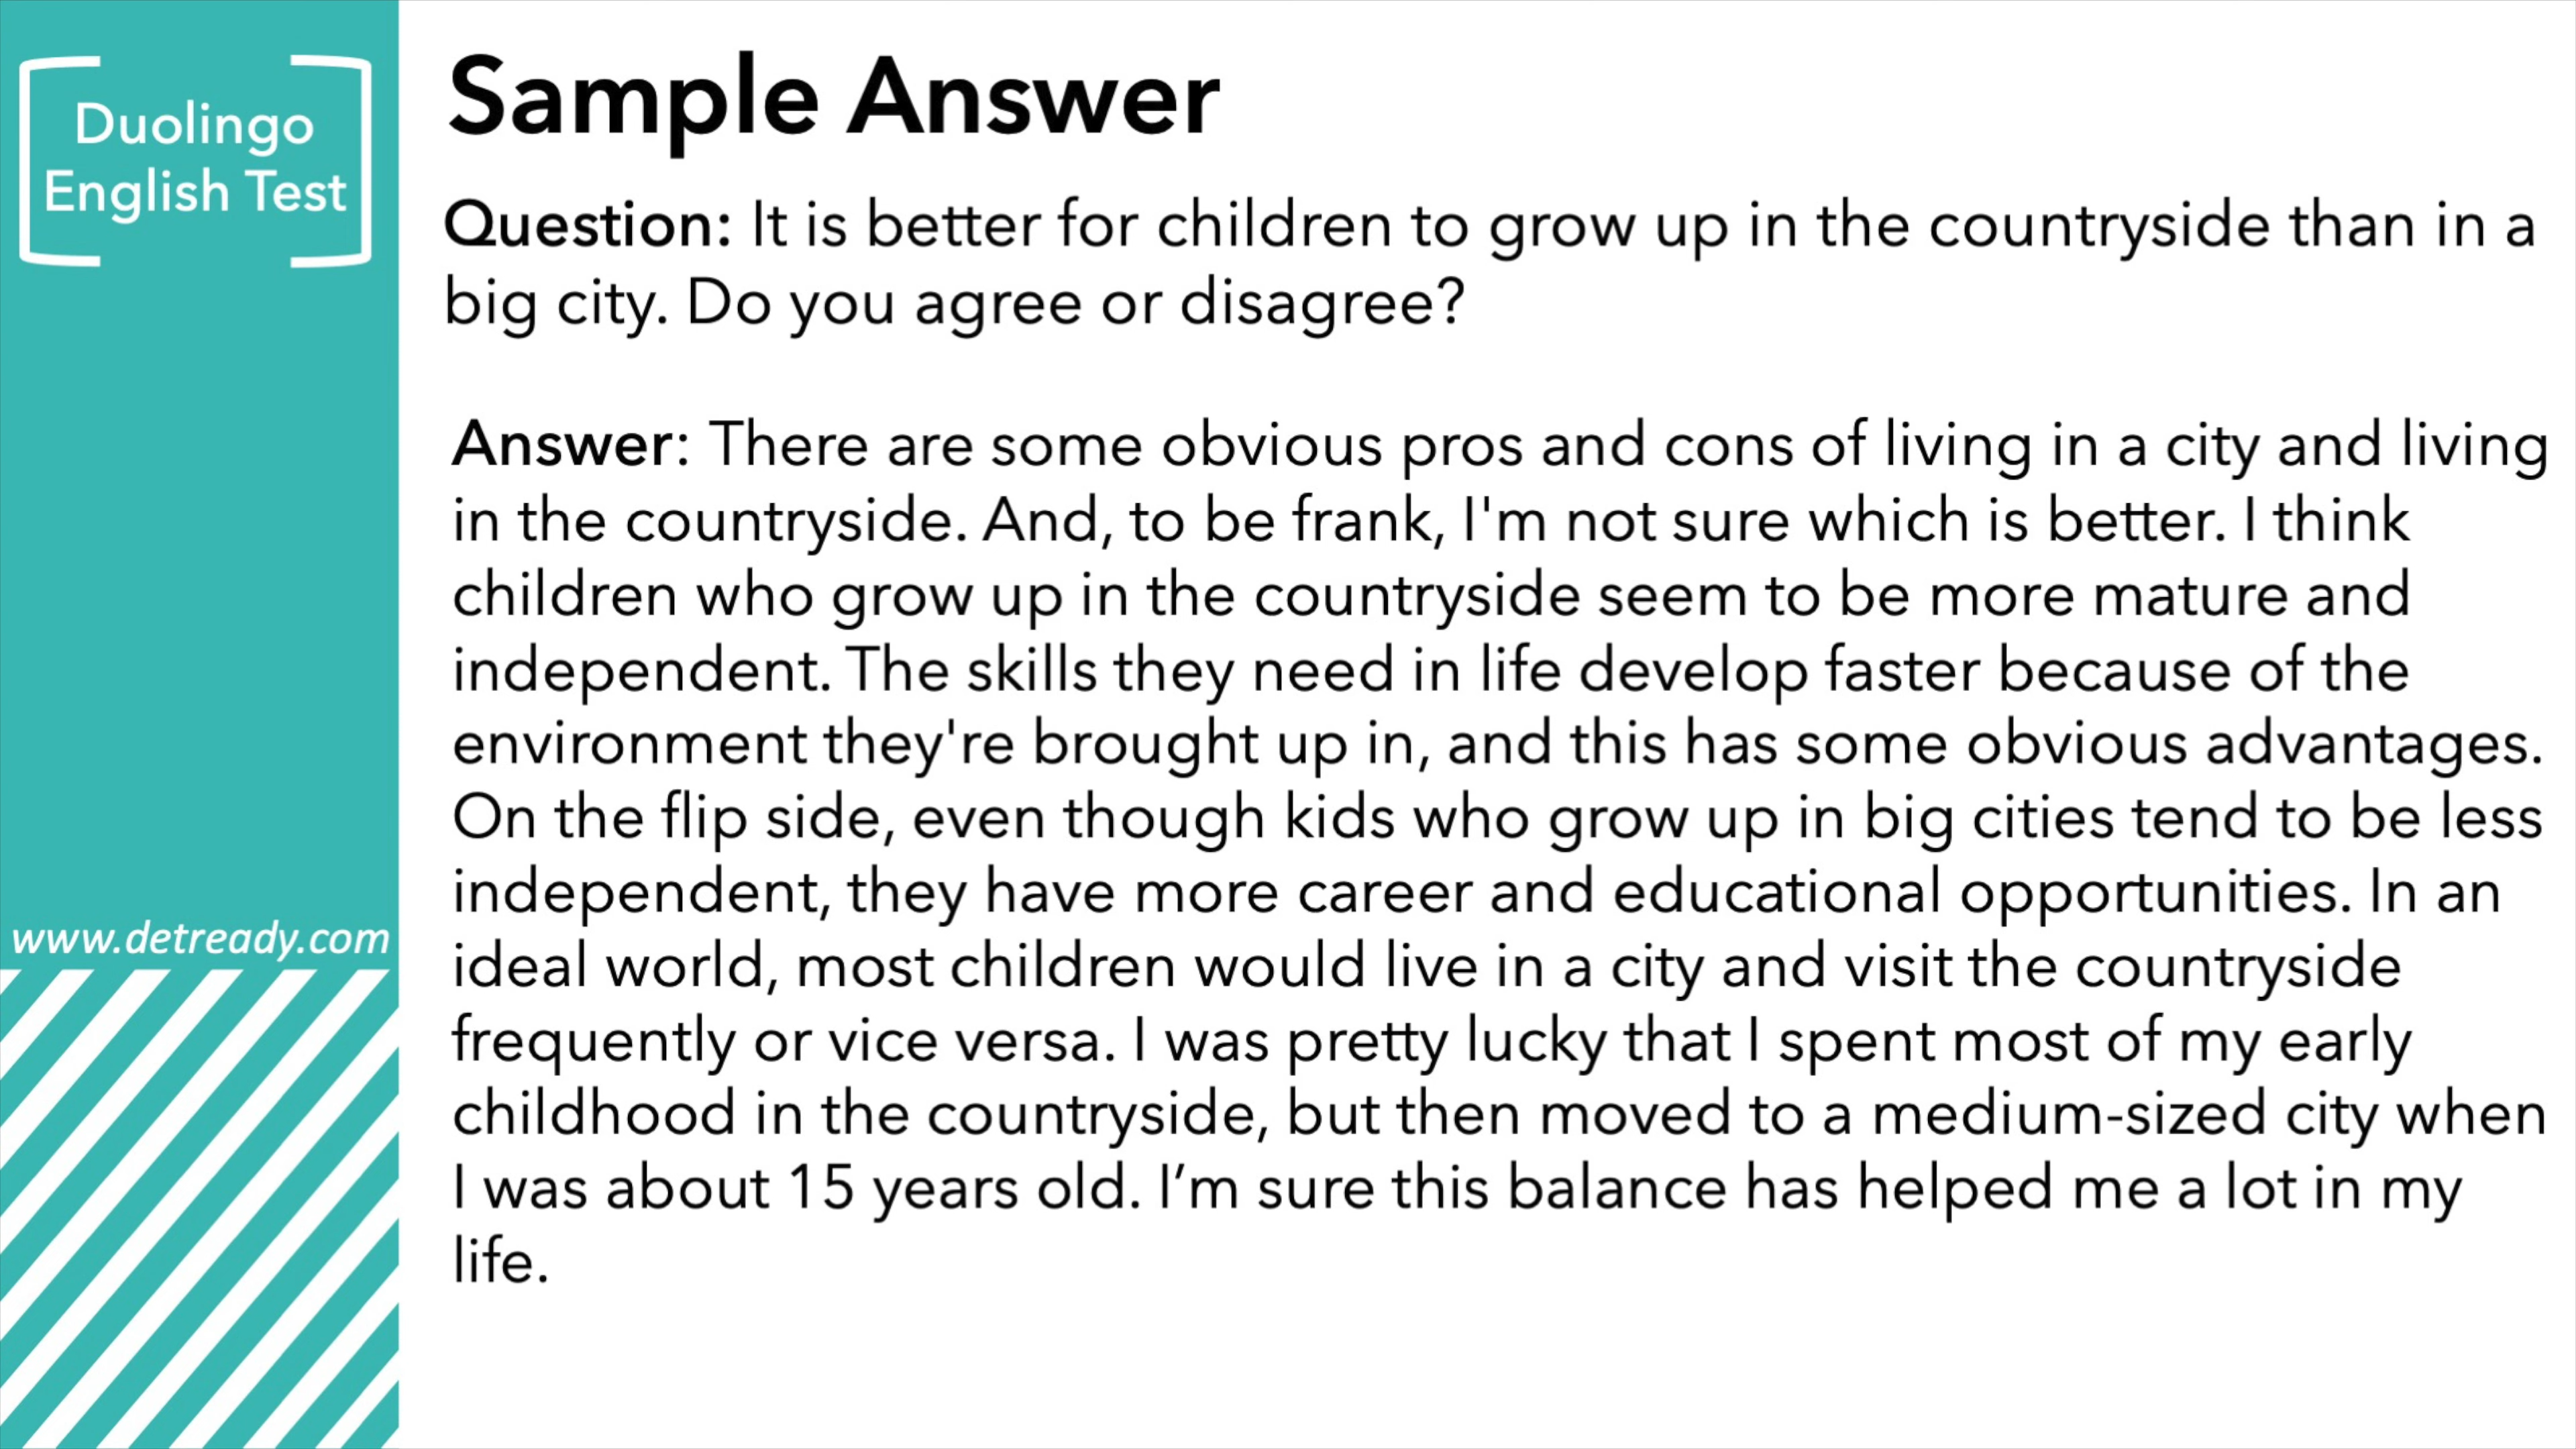 Duolingo
English Test
www.detready.com
Sample Answer
Question: It is better for children to grow up in the countryside than in a
big city. Do you agree or disagree?
Answer: There are some obvious pros and cons of living in a city and living
in the countryside. And, to be frank, I'm not sure which is better. I think
children who grow up in the countryside seem to be more mature and
independent. The skills they need in life develop faster because of the
environment they're brought up in, and this has some obvious advantages.
On the flip side, even though kids who grow up in big cities tend to be less
independent, they have more career and educational opportunities. In an
ideal world, most children would live in a city and visit the countryside
frequently or vice versa. I was pretty lucky that I spent most of my early
childhood in the countryside, but then moved to a medium-sized city when
I was about 15 years old. I’m sure this balance has helped me a lot in my
life.